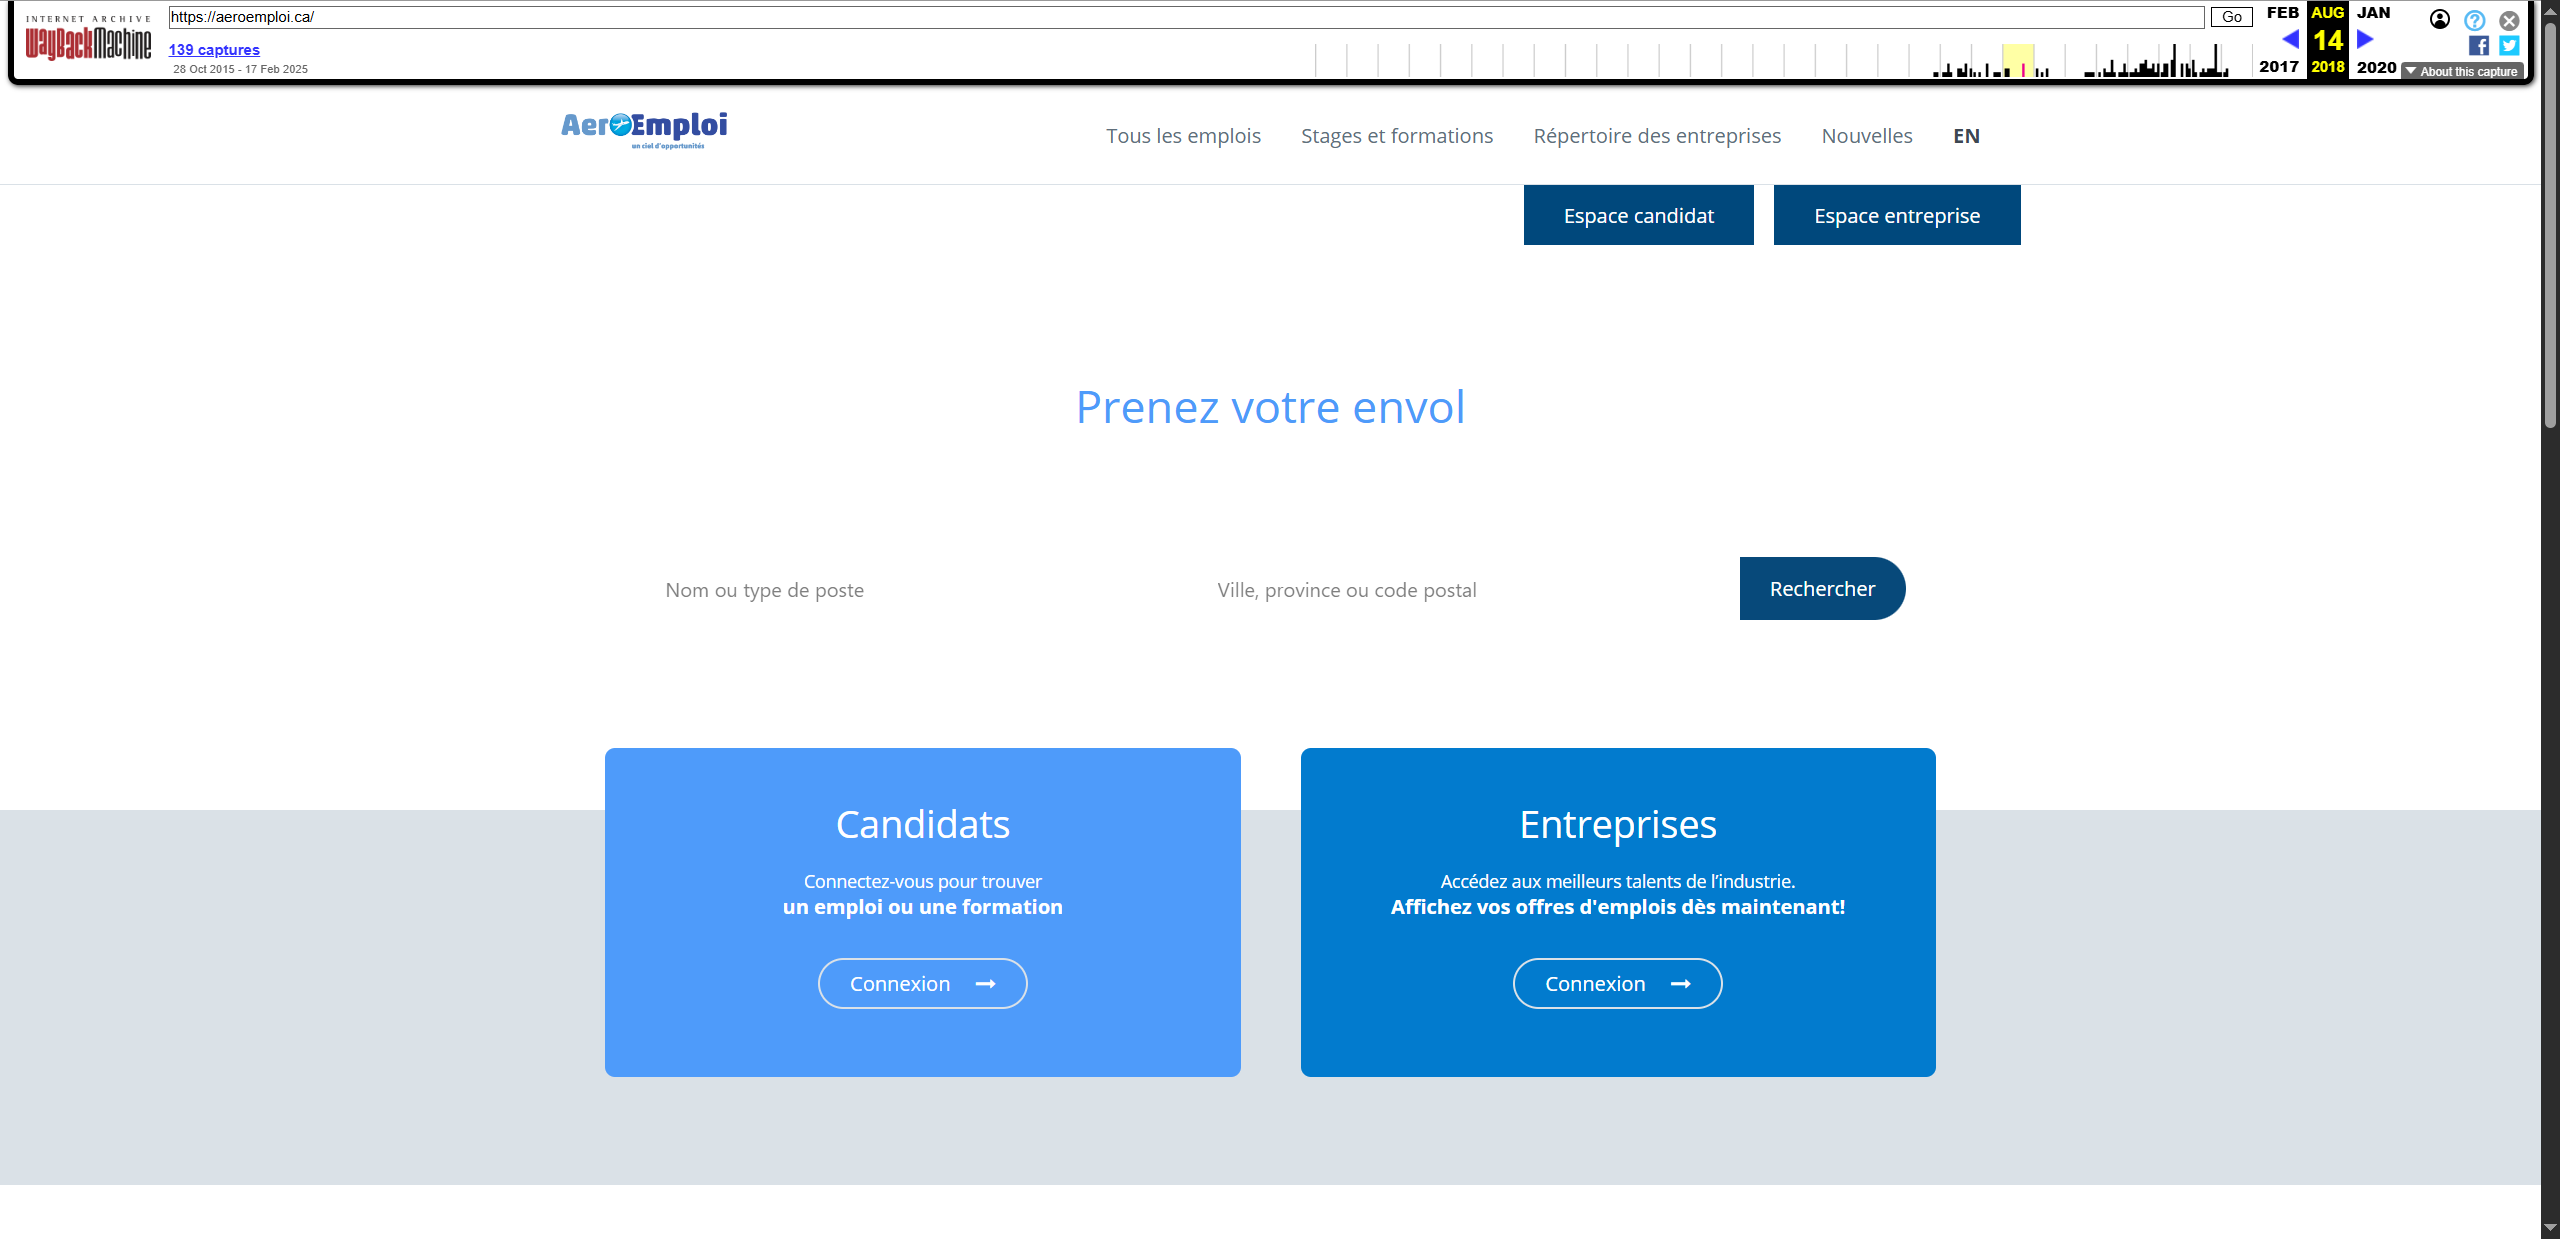 INTERNET ARCHIVE
WayBackMachine
https://aeroemploi.ca/
Go
139 captures
28 Oct 2015 - 17 Feb 2025
FEB AUG JAN
14
2017 2018 2020
About this capture
AeroEmploi
un ciel d'opportunités
Tous les emplois
Stages et formations
Répertoire des entreprises
Nouvelles
EN
Espace candidat
Espace entreprise
Prenez votre envol
Nom ou type de poste
Ville, province ou code postal
Rechercher
Candidats
Connectez-vous pour trouver
un emploi ou une formation
Connexion
Entreprises
Accédez aux meilleurs talents de l’industrie.
Affichez vos offres d'emplois dès maintenant!
Connexion